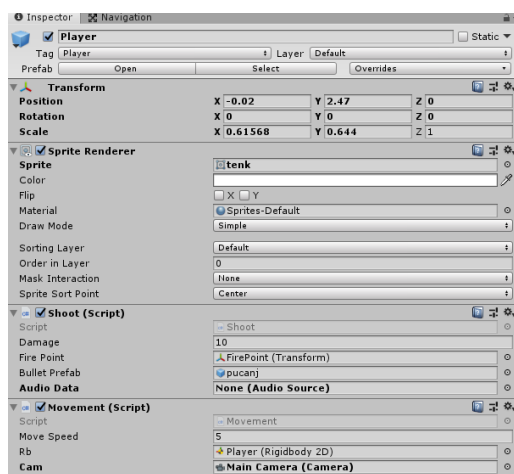 Inspector Navigation
Player Static
Tag Player Layer Default
Prefab Open Select Overrides
Transform
Position X -0.02 Y 2.47 Z 0
Rotation X 0 Y 0 Z 0
Scale X 0.61568 Y 0.644 Z 1
Sprite Renderer
Sprite tenk
Color
Flip X Y
Material Sprites-Default
Draw Mode Simple
Sorting Layer Default
Order in Layer 0
Mask Interaction None
Sprite Sort Point Center
Shoot (Script)
Script Shoot
Damage 10
Fire Point FirePoint (Transform)
Bullet Prefab pucanj
Audio Data None (Audio Source)
Movement (Script)
Script Movement
Move Speed 5
Rb Player (Rigidbody 2D)
Cam Main Camera (Camera)